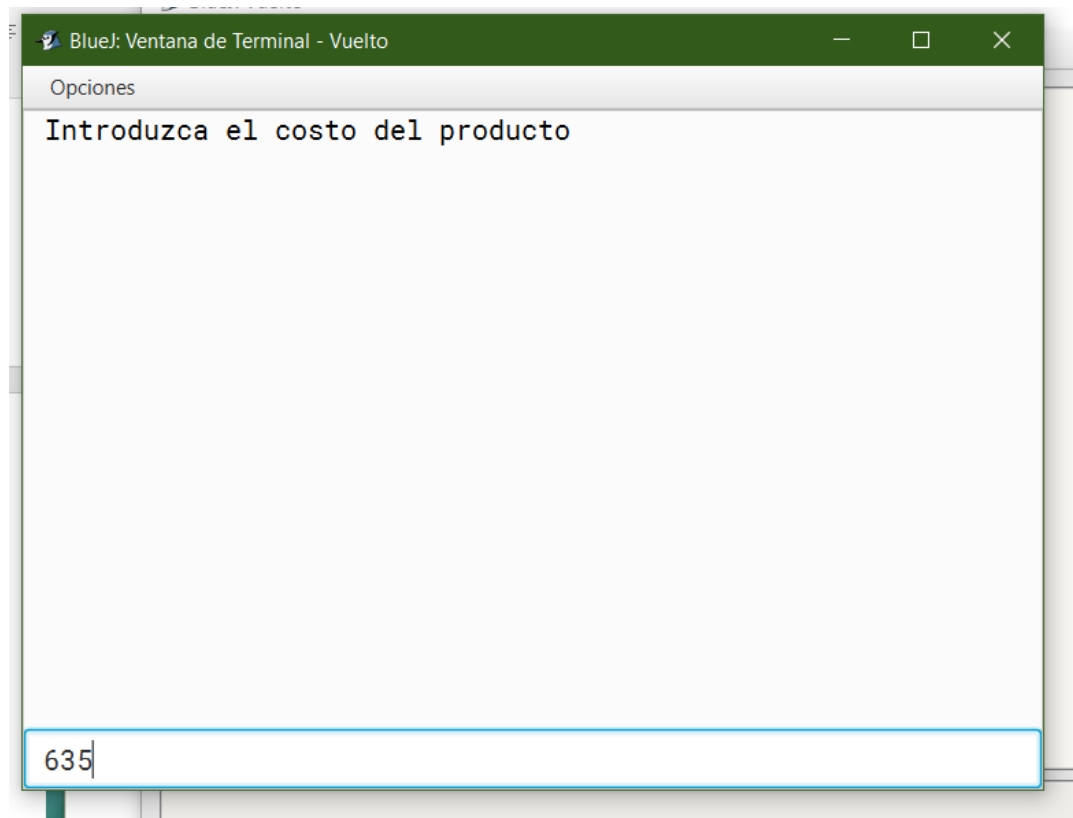 BlueJ: Ventana de Terminal - Vuelto
Opciones
Introduzca el costo del producto
635